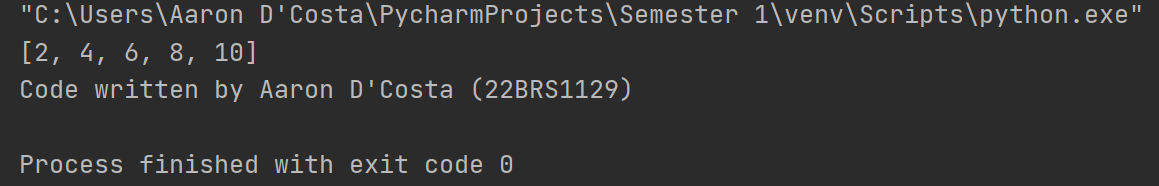 "C:\Users\Aaron D'Costa\PycharmProjects\Semester 1\venv\Scripts\python.exe"
[2, 4, 6, 8, 10]
Code written by Aaron D'Costa (22BRS1129)
Process finished with exit code 0